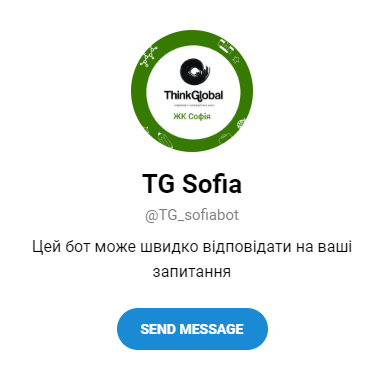 ThinkGlobal
ЖК Софія
TG Sofia
@TG_sofiabot
Цей бот може швидко відповідати на ваші
запитання
SEND MESSAGE